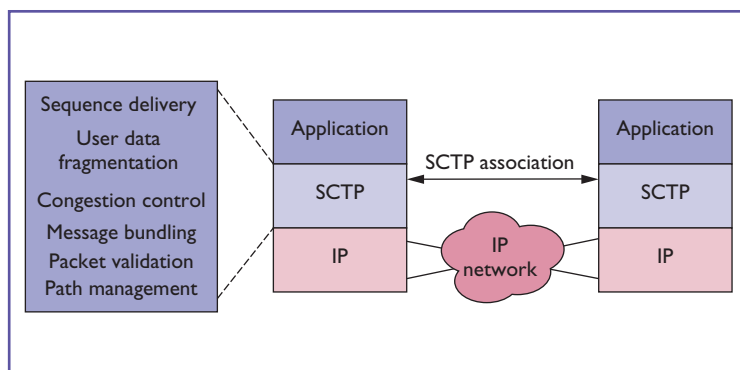 Sequence delivery
User data
fragmentation
Congestion control
Message bundling
Packet validation
Path management
Application
SCTP
IP
SCTP association
IP
network
Application
SCTP
IP